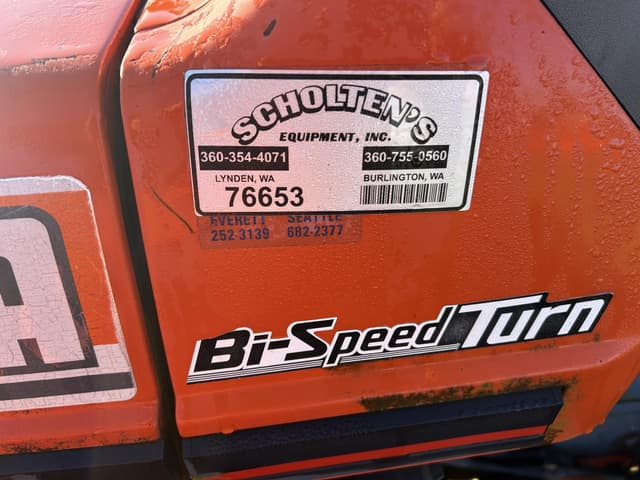 SCHOLTEN'S
EQUIPMENT, INC.
360-354-4071 360-755-0560
LYNDEN, WA BURLINGTON, WA
76653
EVERETT SEATTLE
252-3139 682-2377
A
Bi-Speed Turn